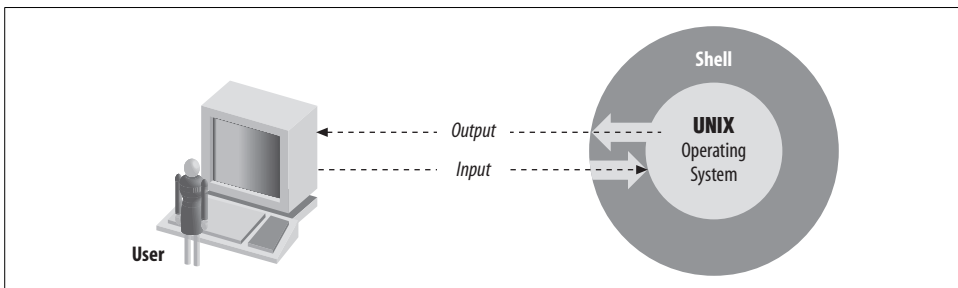 Shell
Output
UNIX
Operating
Input
System
User